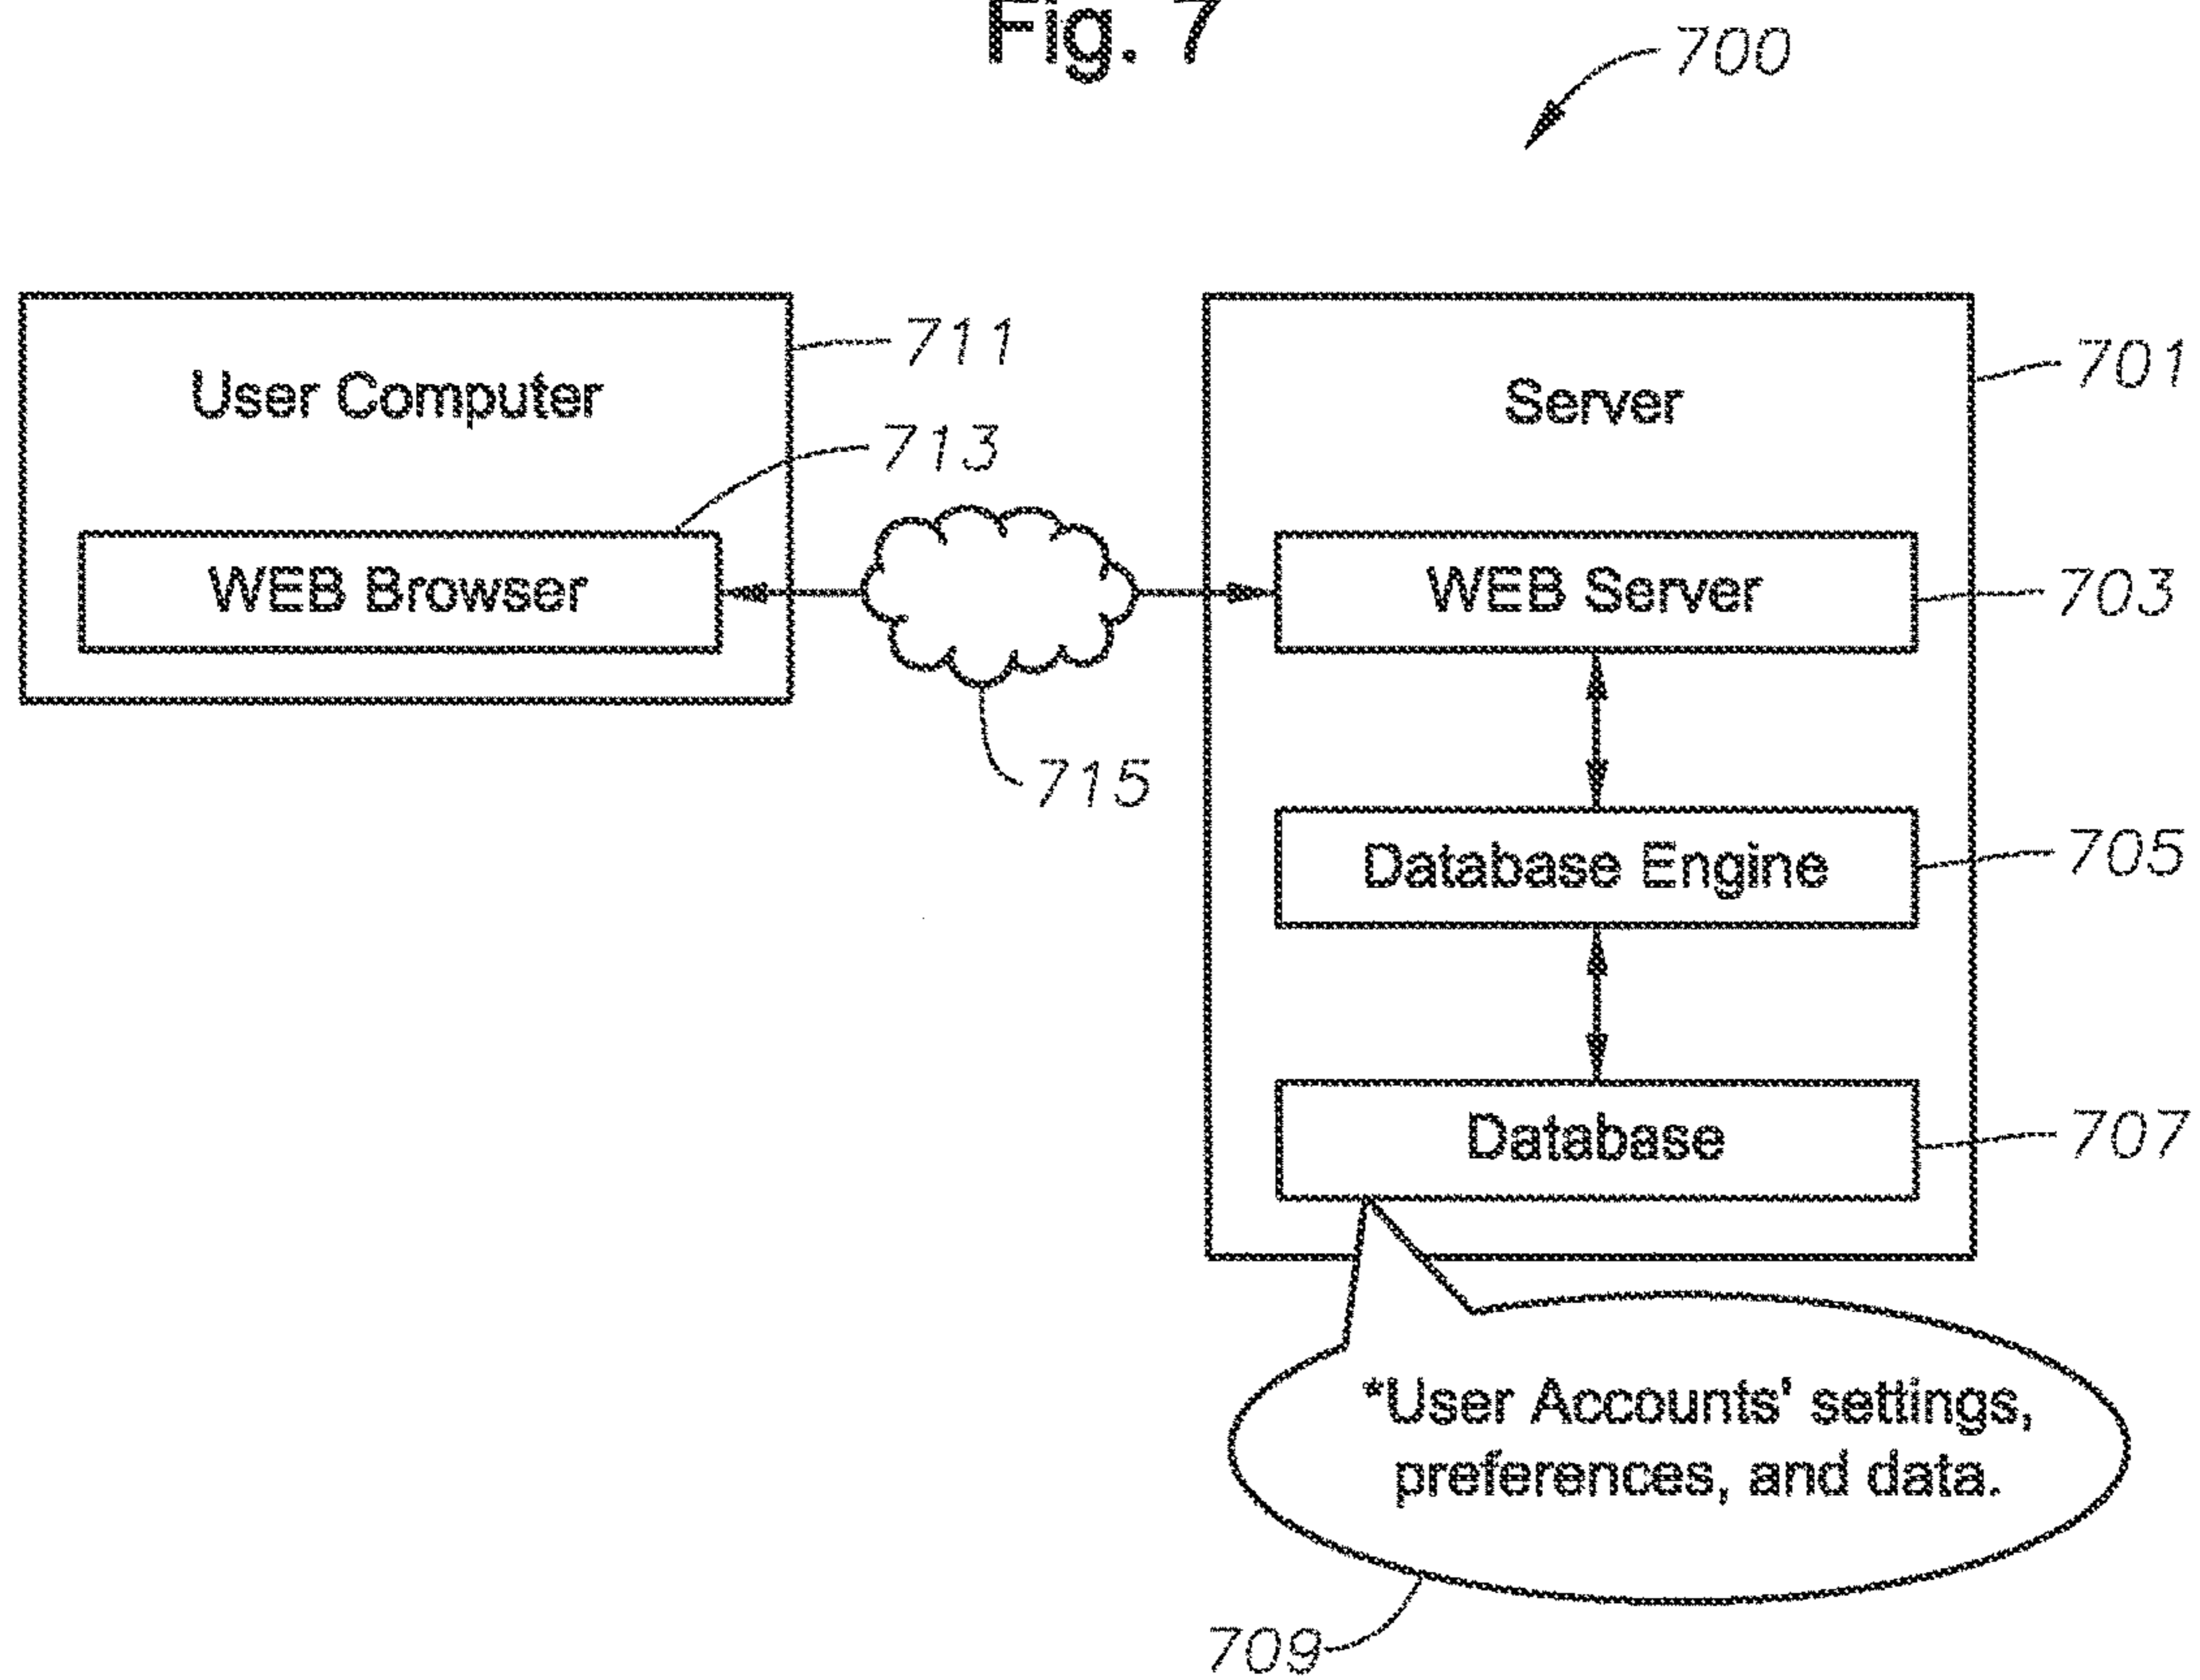 Fig. 7
700
User Computer
711
713
WEB Browser
715
Server
701
WEB Server
703
Database Engine
705
Database
707
*User Accounts' settings,
preferences, and data.
709